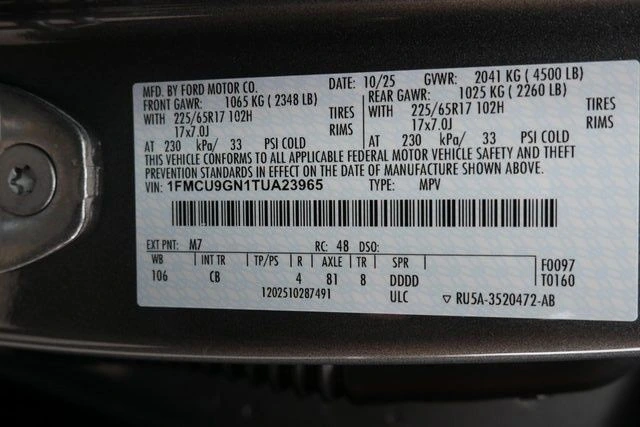 MFD. BY FORD MOTOR CO. DATE: 10/25 GVWR: 2041 KG ( 4500 LB)
FRONT GAWR: 1065 KG ( 2348 LB) REAR GAWR: 1025 KG ( 2260 LB)
WITH 225/65R17 102H TIRES WITH 225/65R17 102H TIRES
17x7.0J RIMS 17x7.0J RIMS
AT 230 kPa/ 33 PSI COLD AT 230 kPa/ 33 PSI COLD
THIS VEHICLE CONFORMS TO ALL APPLICABLE FEDERAL MOTOR VEHICLE SAFETY AND THEFT
PREVENTION STANDARDS IN EFFECT ON THE DATE OF MANUFACTURE SHOWN ABOVE.
VIN: 1FMCU9GN1TUA23965 TYPE: MPV
EXT PNT: M7 RC: 48 DSO:
WB INT TR TP/PS R AXLE TR SPR F0097
106 CB 4 81 8 DDDD T0160
1202510287491 ULC ▽ RU5A-3520472-AB